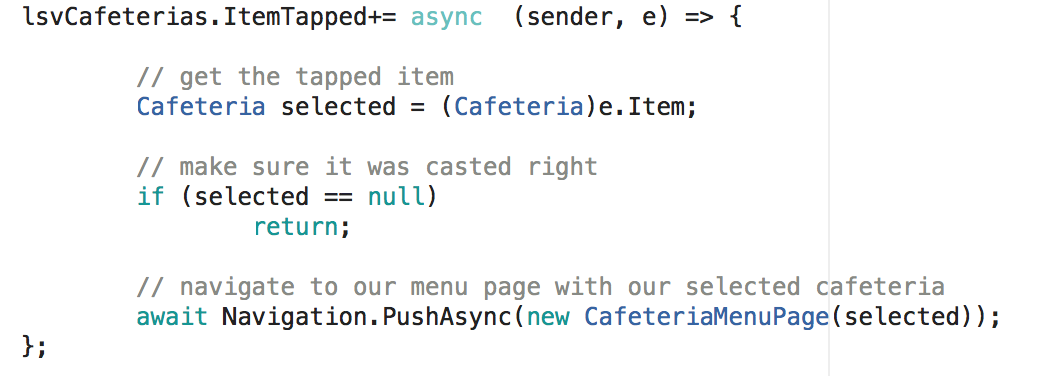 lsvCafeterias.ItemTapped+= async  (sender, e) => {
// get the tapped item
Cafeteria selected = (Cafeteria)e.Item;
// make sure it was casted right
if (selected == null)
return;
// navigate to our menu page with our selected cafeteria
await Navigation.PushAsync(new CafeteriaMenuPage(selected));
};